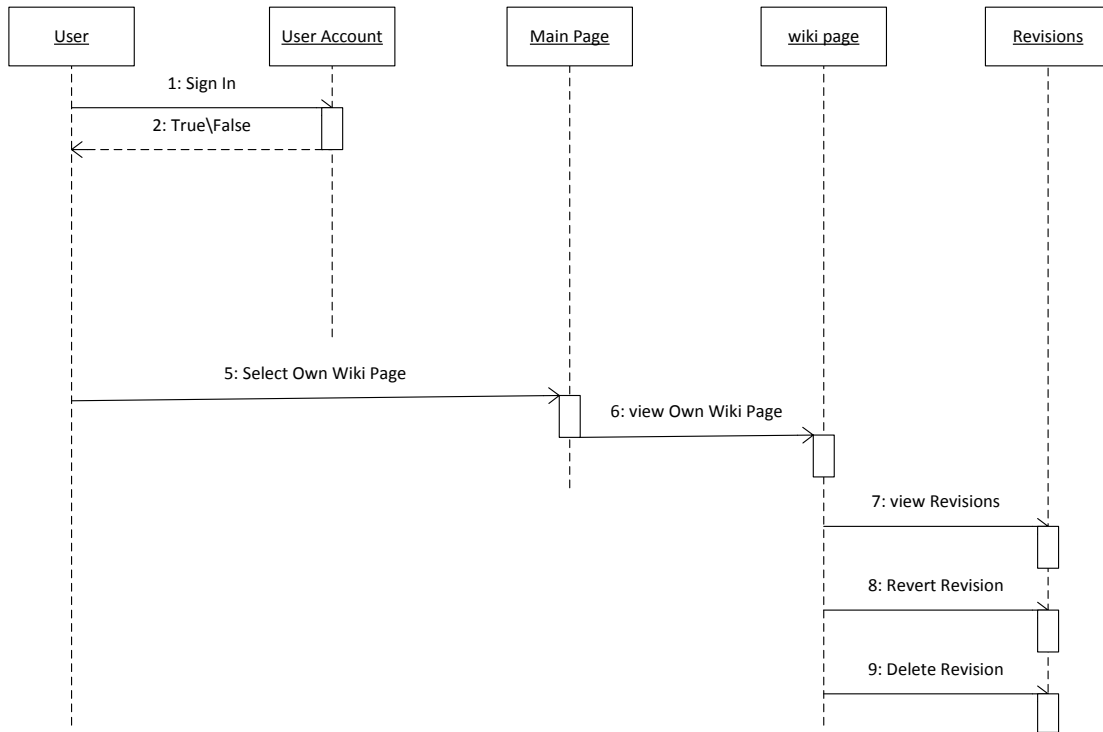 User
User Account
Main Page
wiki page
Revisions
1: Sign In
2: True\False
5: Select Own Wiki Page
6: view Own Wiki Page
7: view Revisions
8: Revert Revision
9: Delete Revision